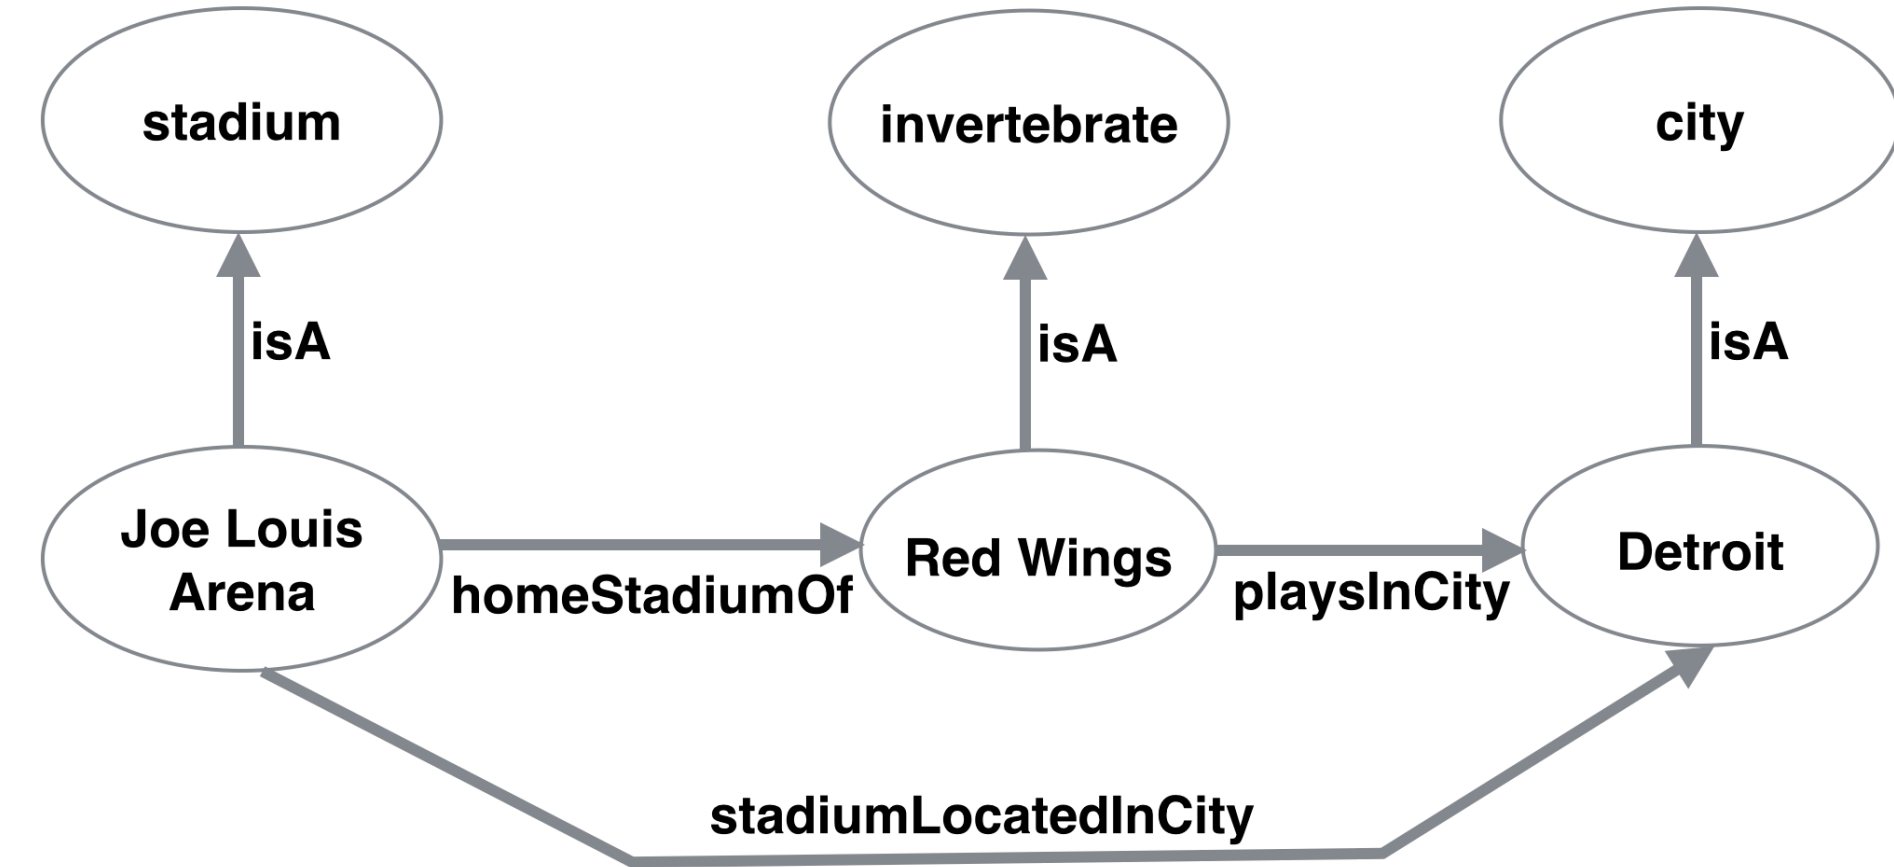 stadium
invertebrate
city
isA
isA
isA
Joe Louis
Arena
homeStadiumOf
Red Wings
playsInCity
Detroit
stadiumLocatedInCity